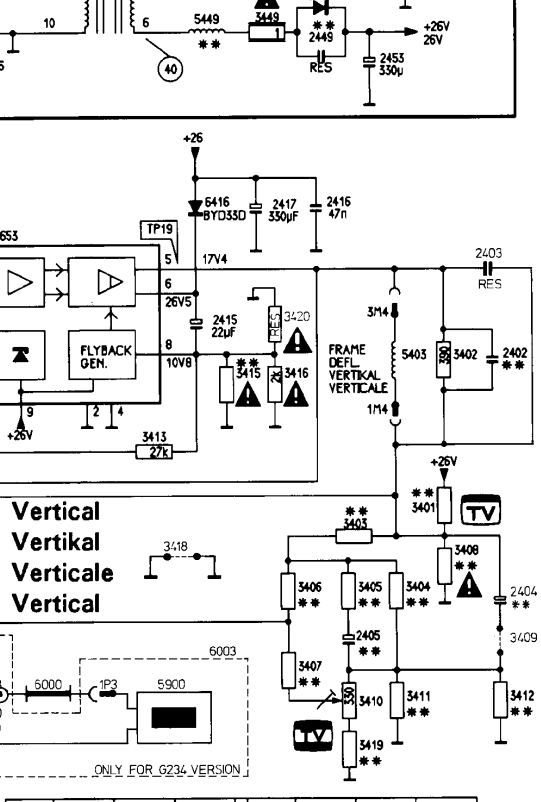 10
6
5449
**
3449
1
**
2449
RES
+26V
26V
40
2453
330µ
+26
6416
BYD33D
2417
330µF
2416
47n
653
TP19
5
17V4
6
26V5
2415
22µF
RES
3420
2403
RES
3M4
FRAME
DEFL.
VERTIKAL
VERTICALE
5403
390
3402
2402
**
1M4
FLYBACK
GEN.
8
10V8
**
3415
2k
3416
9
2
4
+26V
3413
27k
+26V
**
3401
TV
Vertical
Vertikal
Verticale
Vertical
3418
**
3403
3408
**
3406
**
3405
**
3404
**
2404
**
2405
**
3409
6003
3407
**
6000
1P3
5900
330
3410
3411
**
3412
**
TV
3419
**
ONLY FOR G234 VERSION